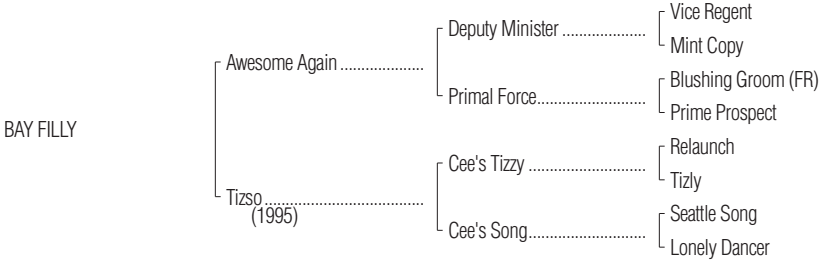 Vice Regent
Deputy Minister ....................
Mint Copy
Awesome Again ....................
Blushing Groom (FR)
Primal Force..........................
Prime Prospect
BAY FILLY
Relaunch
Cee's Tizzy ...........................
Tizly
Tizso .....................................
(1995)
Seattle Song
Cee's Song...........................
Lonely Dancer